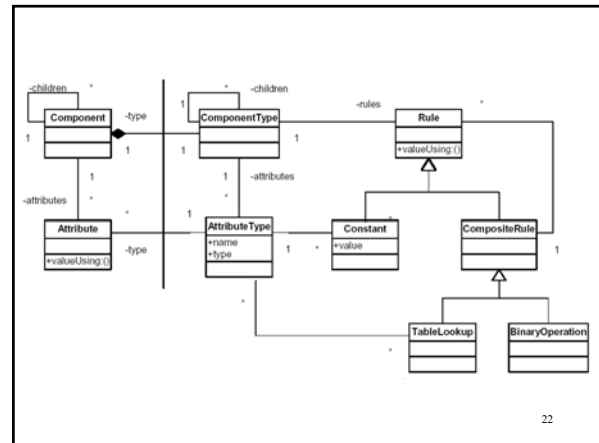 -children * * -children
-type -rules *
Component 1 ComponentType Rule
1 1 1 1 1 +valueUsing:()
1 1 -attributes
-attributes * *
* 1
Attribute AttributeType Constant * CompositeRule
-type +name 1 * +value 1
+valueUsing:() +type
* TableLookup BinaryOperation
*
22